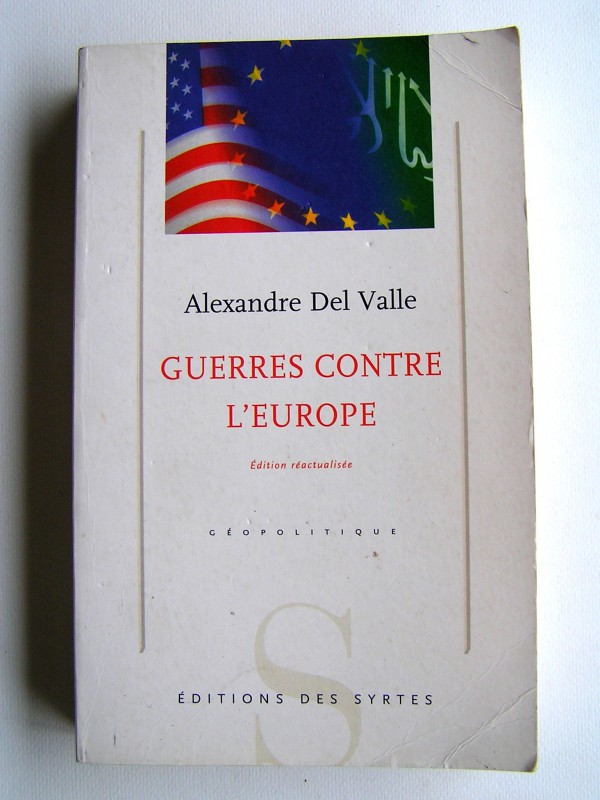 Alexandre Del Valle
GUERRES CONTRE
L'EUROPE
Édition réactualisée
GÉOPOLITIQUE
S
ÉDITIONS DES SYRTES